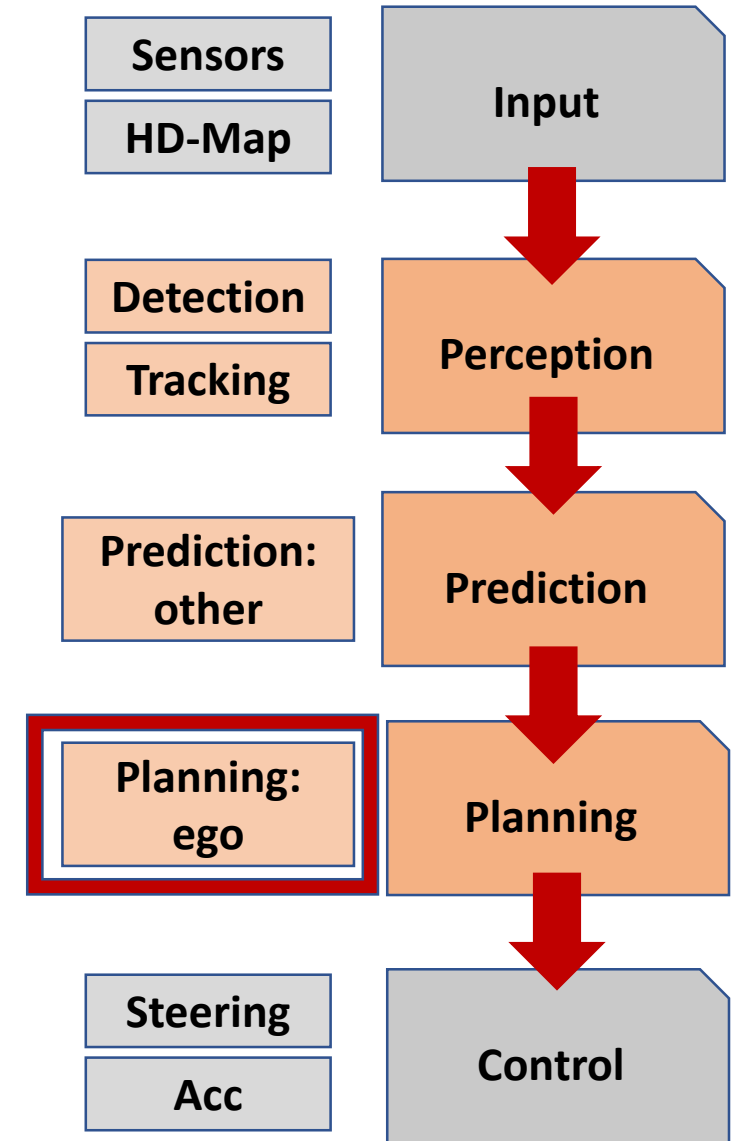 Sensors
HD-Map
Input
Detection
Tracking
Perception
Prediction:
other
Prediction
Planning:
ego
Planning
Steering
Acc
Control